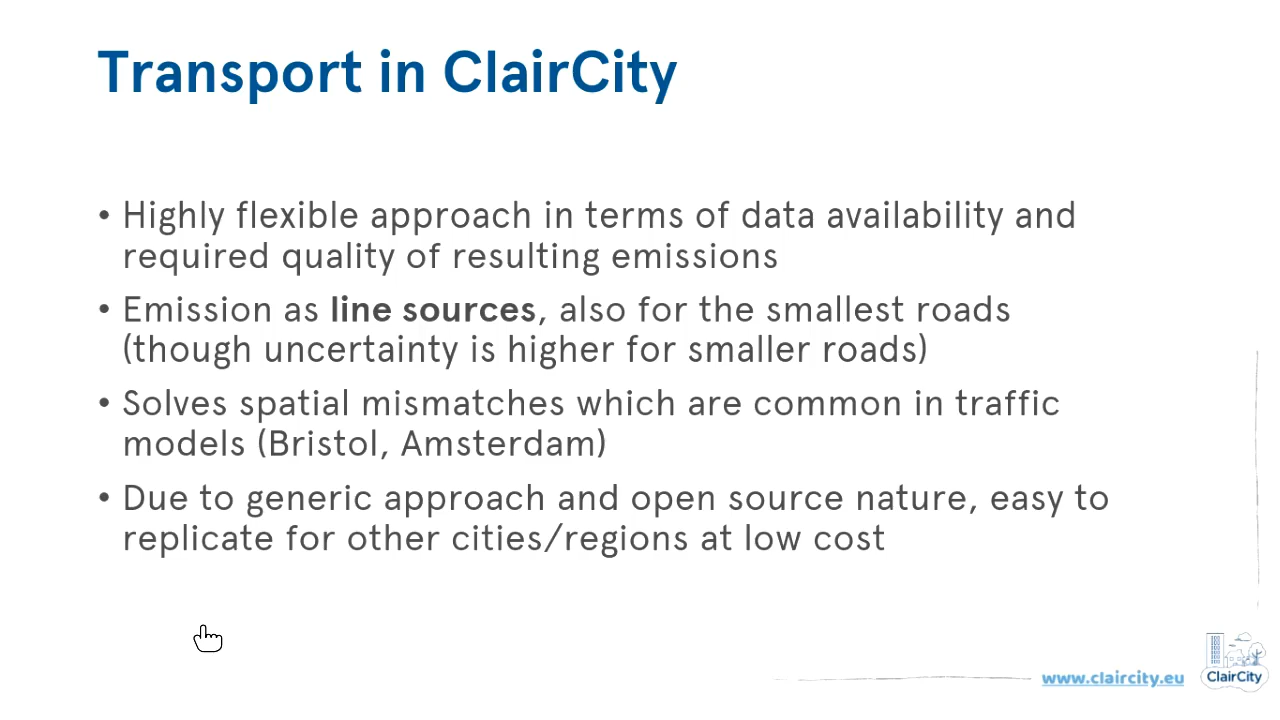 Transport in ClairCity
• Highly flexible approach in terms of data availability and
required quality of resulting emissions
• Emission as line sources, also for the smallest roads
(though uncertainty is higher for smaller roads)
• Solves spatial mismatches which are common in traffic
models (Bristol, Amsterdam)
• Due to generic approach and open source nature, easy to
replicate for other cities/regions at low cost
www.claircity.eu
ClairCity